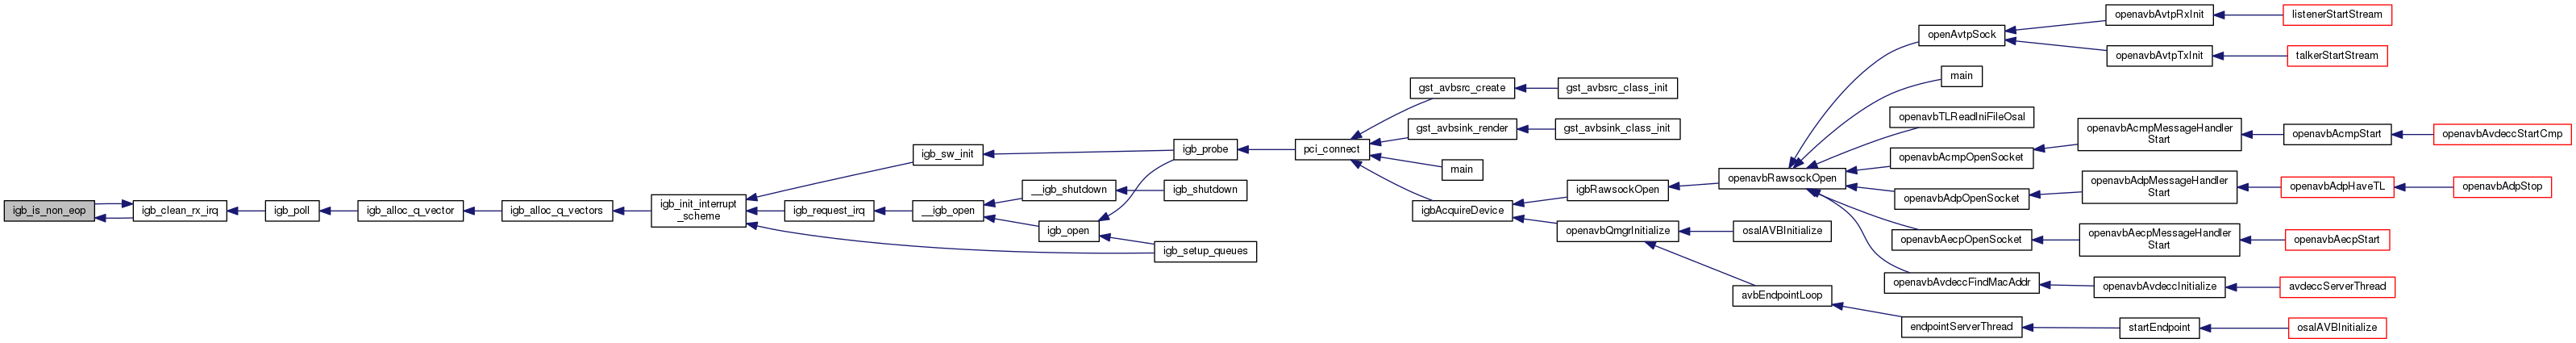 igb_is_non_eop
igb_clean_rx_irq
igb_poll
igb_alloc_q_vector
igb_alloc_q_vectors
igb_init_interrupt
_scheme
igb_sw_init
igb_request_irq
__igb_open
__igb_shutdown
igb_open
igb_probe
igb_shutdown
igb_setup_queues
pci_connect
gst_avbsrc_create
gst_avbsink_render
main
igbAcquireDevice
gst_avbsrc_class_init
gst_avbsink_class_init
igbRawsockOpen
openavbQmgrInitialize
openavbRawsockOpen
osalAVBInitialize
avbEndpointLoop
openAvtpSock
main
openavbTLReadIniFileOsal
openavbAcmpOpenSocket
openavbAdpOpenSocket
openavbAecpOpenSocket
openavbAvdeccFindMacAddr
endpointServerThread
openavbAvtpRxInit
openavbAvtpTxInit
openavbAcmpMessageHandler
Start
openavbAdpMessageHandler
Start
openavbAecpMessageHandler
Start
openavbAvdeccInitialize
startEndpoint
listenerStartStream
talkerStartStream
openavbAcmpStart
openavbAdpHaveTL
openavbAecpStart
avdeccServerThread
osalAVBInitialize
openavbAvdeccStartCmp
openavbAdpStop